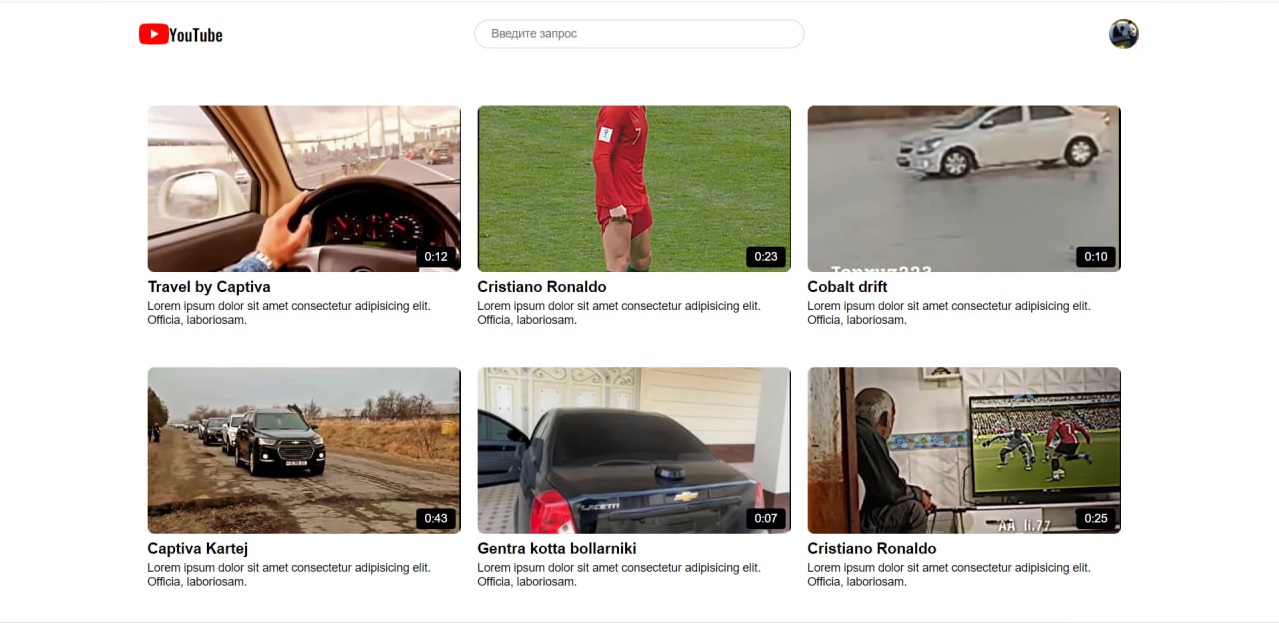 YouTube
Введите запрос
7
0:12
0:23
Topxuz223
0:10
Travel by Captiva
Cristiano Ronaldo
Cobalt drift
Lorem ipsum dolor sit amet consectetur adipisicing elit.
Officia, laboriosam.
Lorem ipsum dolor sit amet consectetur adipisicing elit.
Officia, laboriosam.
Lorem ipsum dolor sit amet consectetur adipisicing elit.
Officia, laboriosam.
0:43
LACETTI
0:07
7
AA_li.77
0:25
Captiva Kartej
Gentra kotta bollarniki
Cristiano Ronaldo
Lorem ipsum dolor sit amet consectetur adipisicing elit.
Officia, laboriosam.
Lorem ipsum dolor sit amet consectetur adipisicing elit.
Officia, laboriosam.
Lorem ipsum dolor sit amet consectetur adipisicing elit.
Officia, laboriosam.